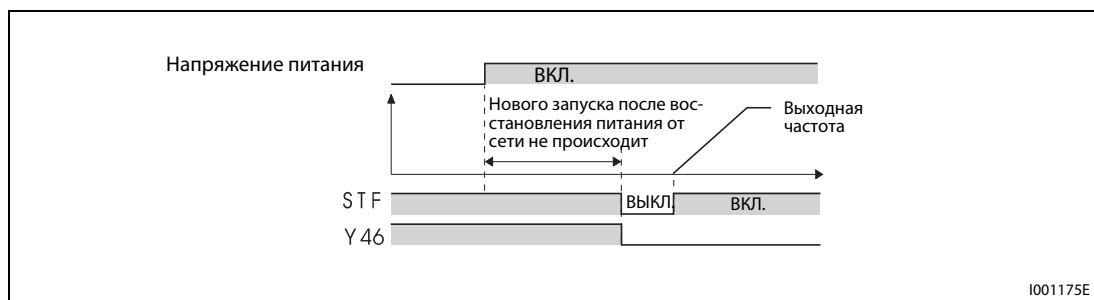 Напряжение питания
ВКЛ.
Нового запуска после вос-
становления питания от
сети не происходит
Выходная
частота
STF
ВЫКЛ.
ВКЛ.
Y46
I001175E